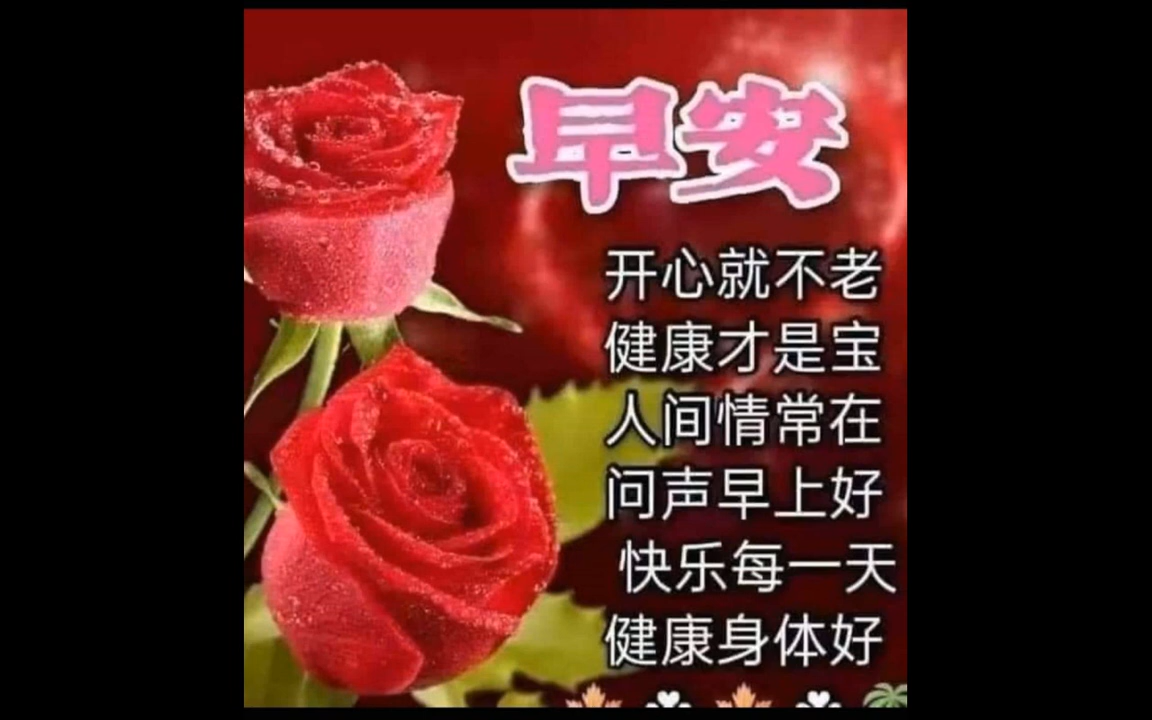 早安
开心就不老
健康才是宝
人间情常在
问声早上好
快乐每一天
健康身体好